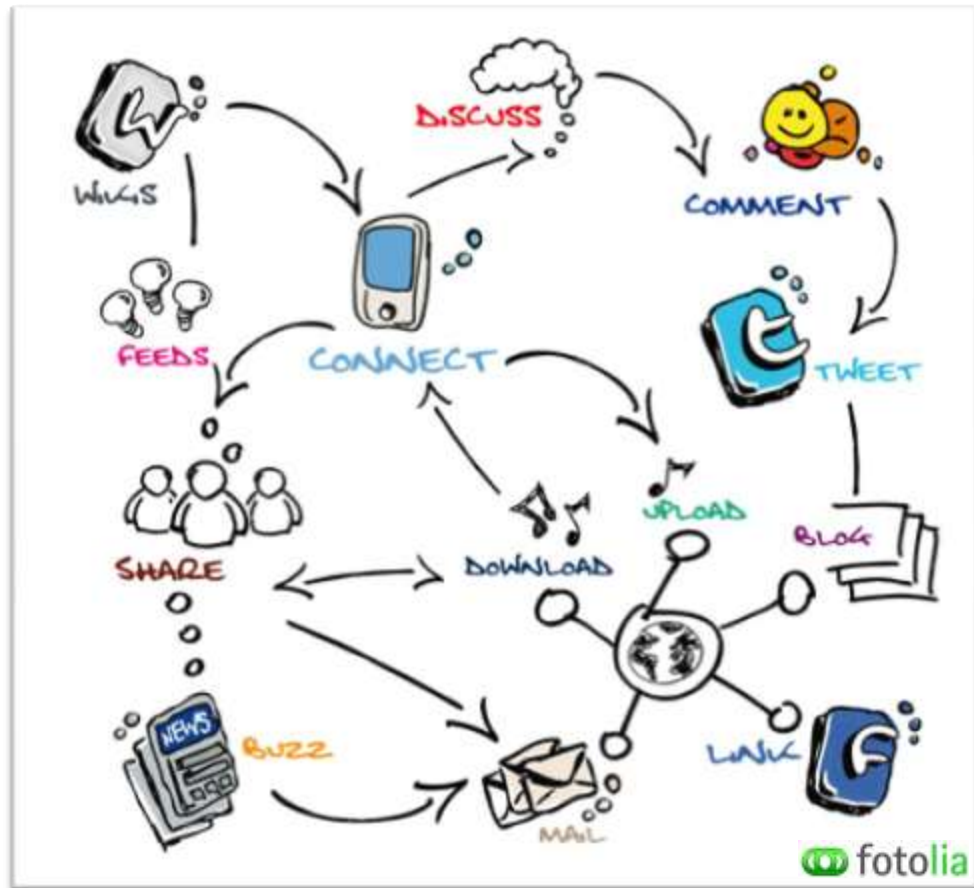 DISCUSS
WIKIS
COMMENT
FEEDS
CONNECT
TWEET
UPLOAD
BLOG
SHARE
DOWNLOAD
NEWS
BUZZ
LINK
F
MAIL
fotolia